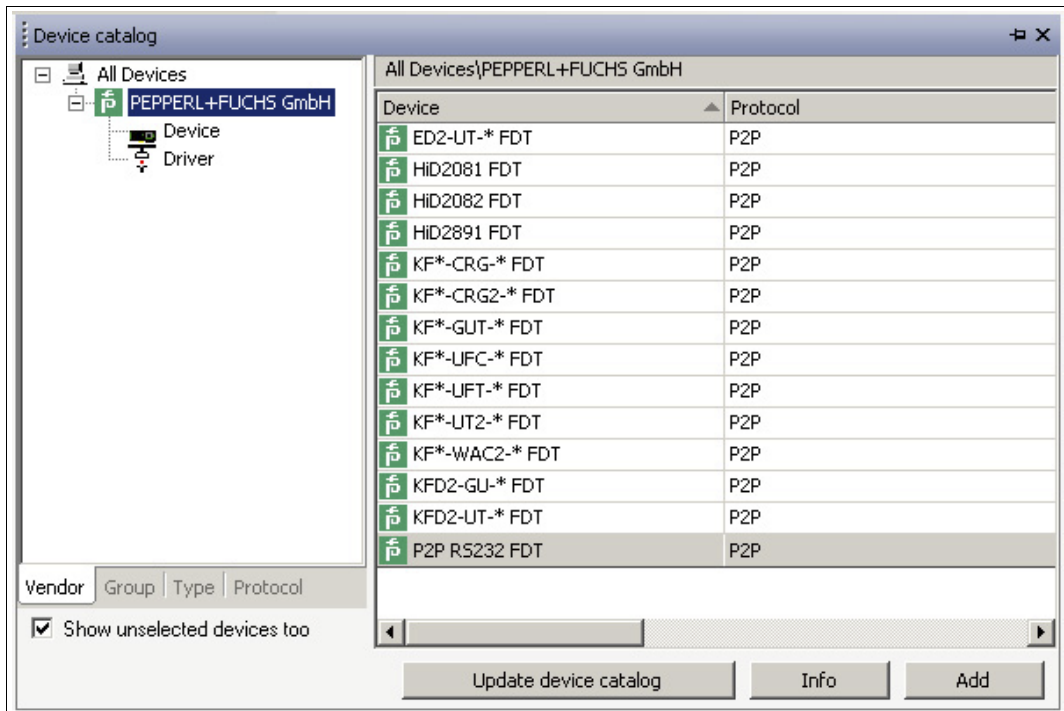 Device catalog
All Devices
PEPPERL+FUCHS GmbH
Device
Driver
Vendor
Group
Type
Protocol
Show unselected devices too
All Devices\PEPPERL+FUCHS GmbH
Device Protocol
ED2-UT-* FDT P2P
HiD2081 FDT P2P
HiD2082 FDT P2P
HiD2891 FDT P2P
KF*-CRG-* FDT P2P
KF*-CRG2-* FDT P2P
KF*-GUT-* FDT P2P
KF*-UFC-* FDT P2P
KF*-UFT-* FDT P2P
KF*-UT2-* FDT P2P
KF*-WAC2-* FDT P2P
KFD2-GU-* FDT P2P
KFD2-UT-* FDT P2P
P2P RS232 FDT P2P
Update device catalog Info Add